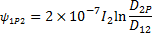 ψ₁P₂ = 2 × 10⁻⁷ I₂ ln D₂P / D₁₂